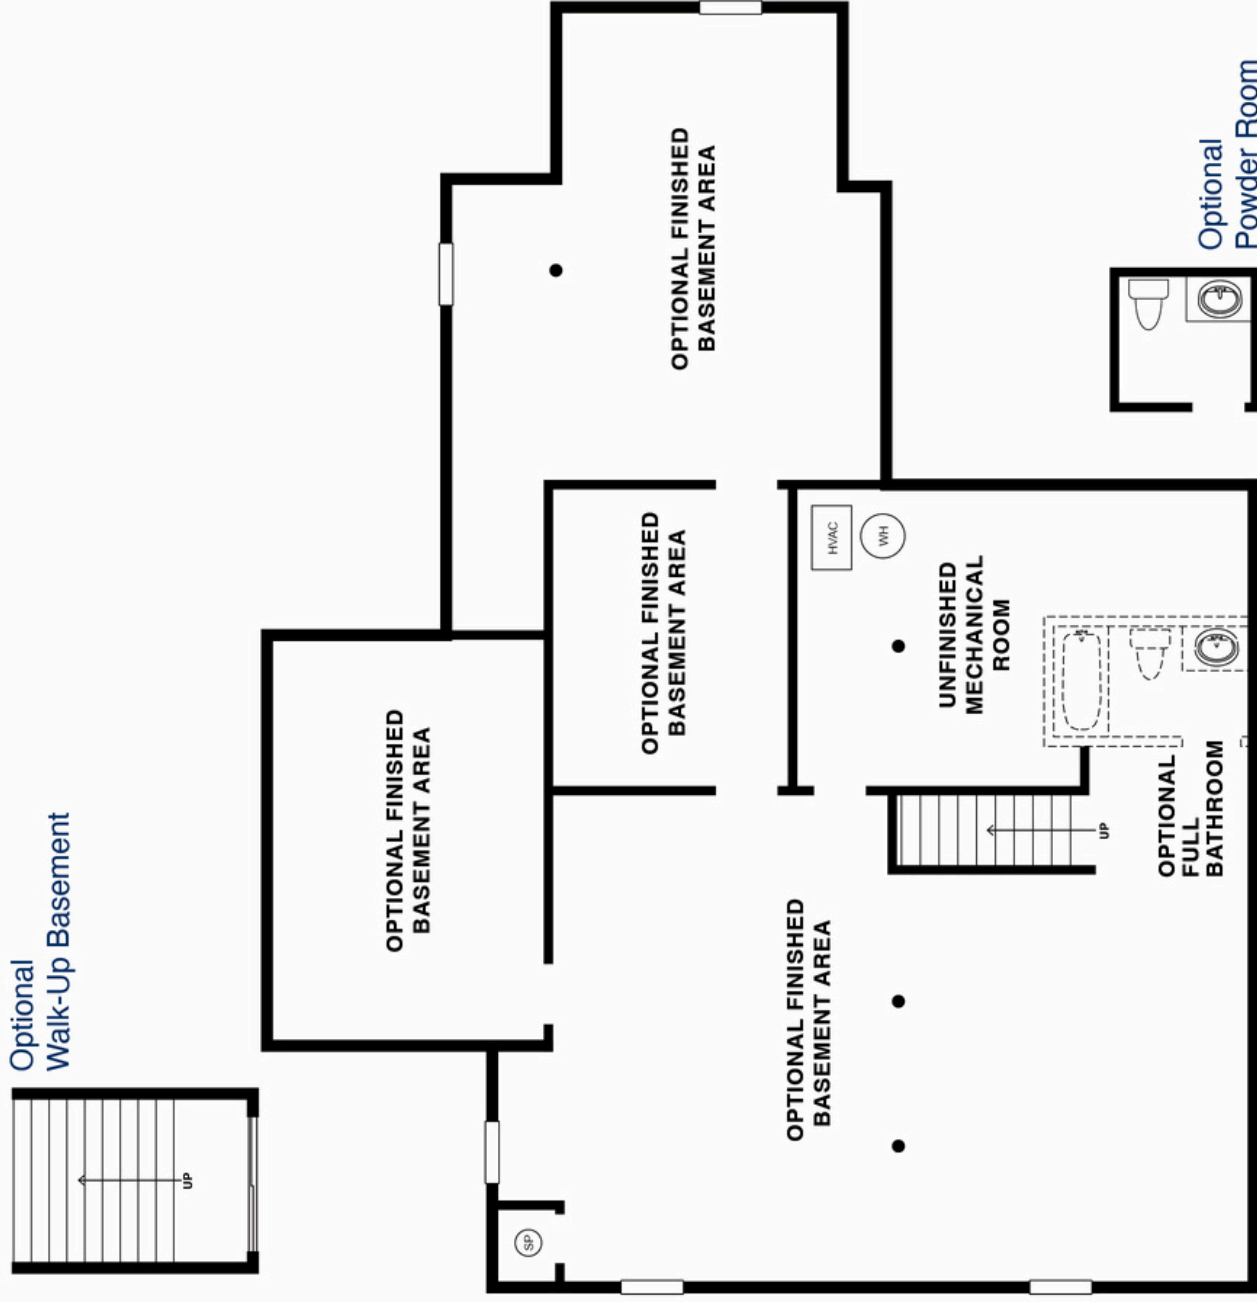 Optional
Walk-Up Basement
UP
OPTIONAL FINISHED
BASEMENT AREA
OPTIONAL FINISHED
BASEMENT AREA
OPTIONAL FINISHED
BASEMENT AREA
OPTIONAL FINISHED
BASEMENT AREA
SP
HVAC
WH
UNFINISHED
MECHANICAL
ROOM
UP
OPTIONAL
FULL
BATHROOM
Optional
Powder Room